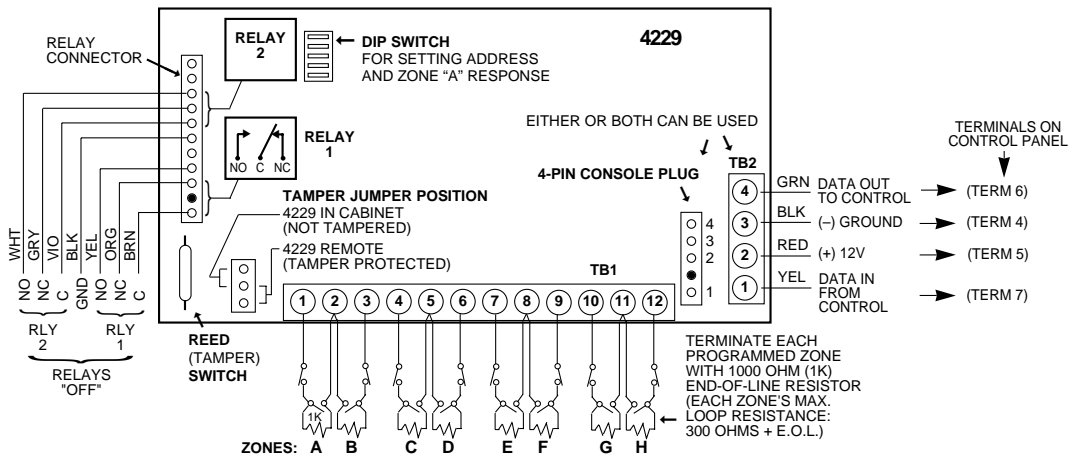 4229
RELAY
CONNECTOR
RELAY
2
DIP SWITCH
FOR SETTING ADDRESS
AND ZONE “A” RESPONSE
RELAY
1
NO C NC
EITHER OR BOTH CAN BE USED
TERMINALS ON
CONTROL PANEL
4-PIN CONSOLE PLUG
TB2
4 GRN DATA OUT
TO CONTROL (TERM 6)
3 BLK (–) GROUND (TERM 4)
2 RED (+) 12V (TERM 5)
1 YEL DATA IN
FROM
CONTROL (TERM 7)
4
3
2
1
TAMPER JUMPER POSITION
4229 IN CABINET
(NOT TAMPERED)
4229 REMOTE
(TAMPER PROTECTED)
WHT GRY VIO BLK YEL ORG BRN
NO NC C GND NO NC C
RLY
2
RLY
1
RELAYS
"OFF"
REED
(TAMPER)
SWITCH
TB1
1 2 3 4 5 6 7 8 9 10 11 12
1K
ZONES: A B C D E F G H
TERMINATE EACH
PROGRAMMED ZONE
WITH 1000 OHM (1K)
END-OF-LINE RESISTOR
(EACH ZONE'S MAX.
LOOP RESISTANCE:
300 OHMS + E.O.L.)